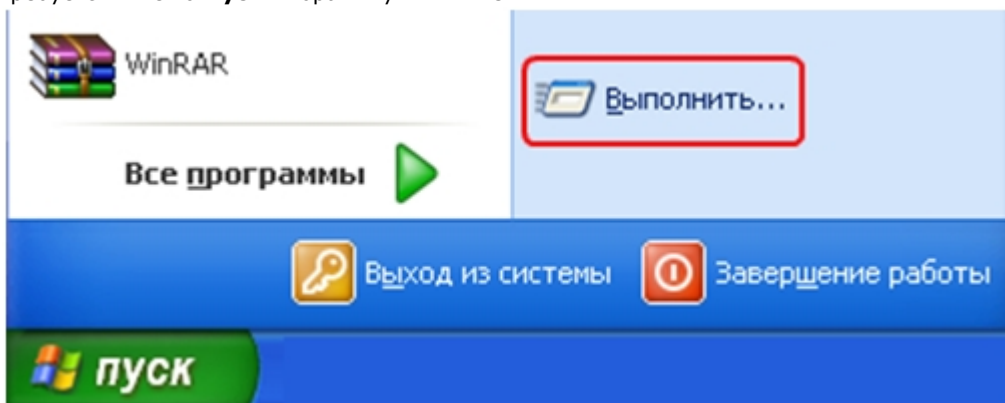 WinRAR
Выполнить...
Все программы
Выход из системы
Завершение работы
пуск